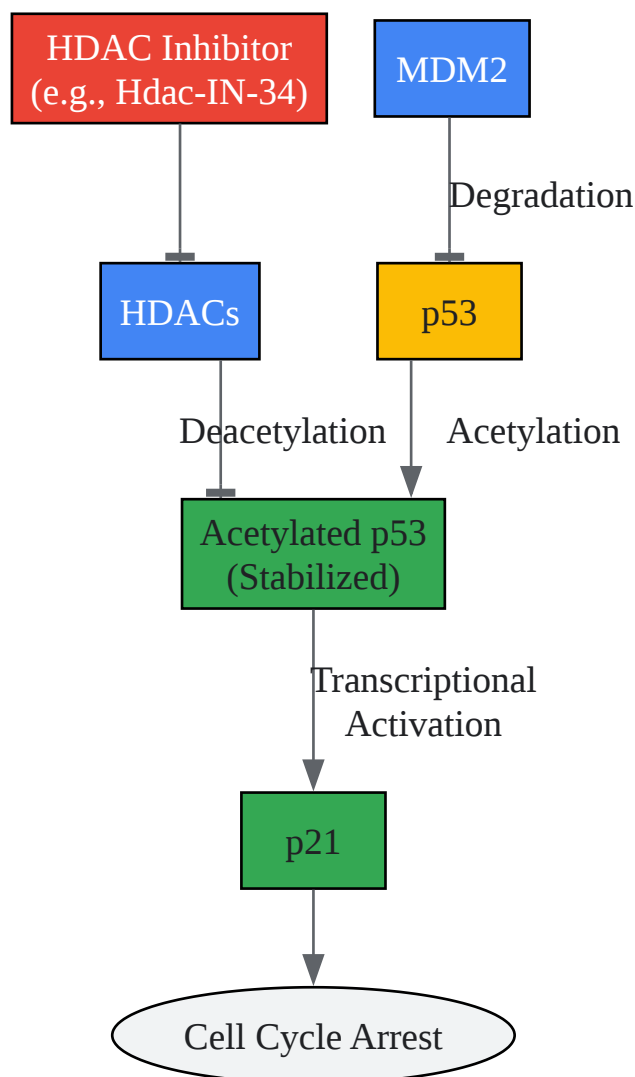 HDAC Inhibitor
(e.g., Hdac-IN-34)
MDM2
Degradation
HDACs
p53
Deacetylation
Acetylation
Acetylated p53
(Stabilized)
Transcriptional
Activation
p21
Cell Cycle Arrest